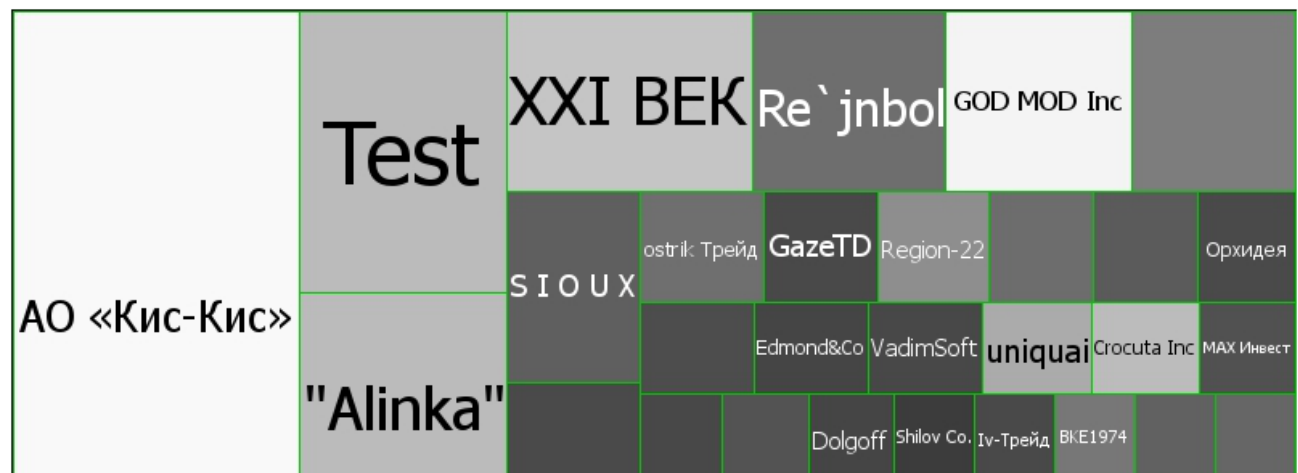 АО «Кис-Кис»
Test
"Alinka"
XXI ВЕК
Re`jnbol
GOD MOD Inc
S I O U X
ostrik Трейд
GazeTD
Region-22
Орхидея
Edmond&Co
VadimSoft
uniquai
Crocuta Inc
МАХ Инвест
Dolgoff
Shilov Co.
Iv-Трейд
BKE1974